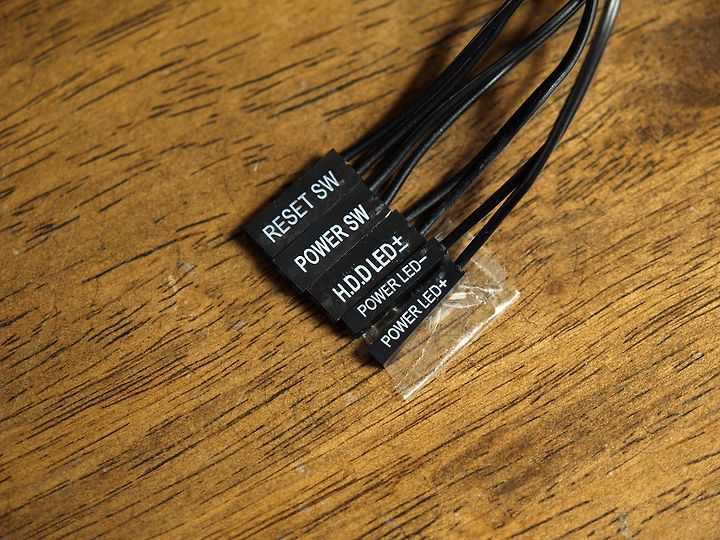 RESET SW
POWER SW
H.D.D LED±
POWER LED-
POWER LED+